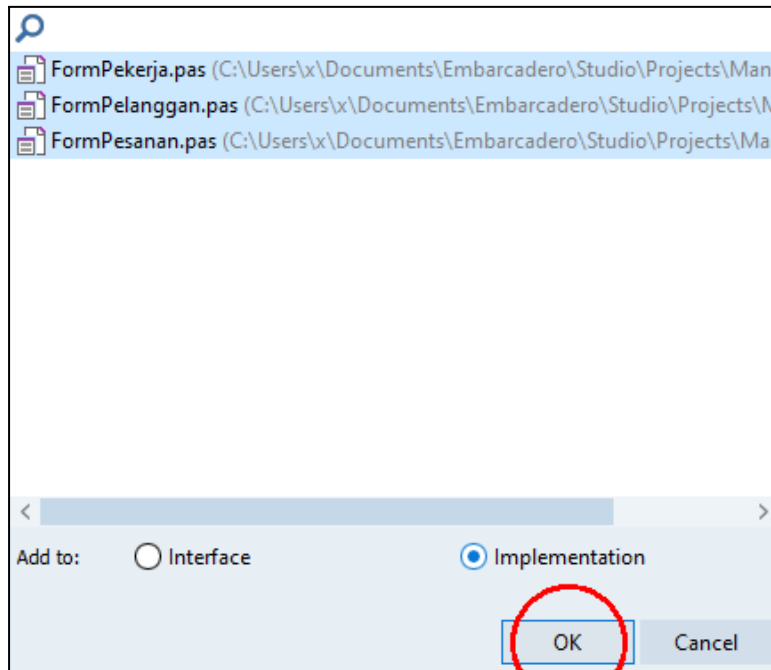 FormPekerja.pas (C:\Users\x\Documents\Embarcadero\Studio\Projects\Man
FormPelanggan.pas (C:\Users\x\Documents\Embarcadero\Studio\Projects\M
FormPesanan.pas (C:\Users\x\Documents\Embarcadero\Studio\Projects\Ma
Add to: Interface Implementation
OK Cancel